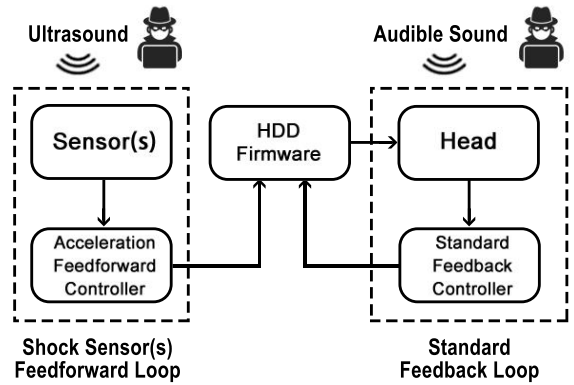 Ultrasound
Audible Sound
Sensor(s)
HDD
Firmware
Head
Acceleration
Feedforward
Controller
Standard
Feedback
Controller
Shock Sensor(s)
Feedforward Loop
Standard
Feedback Loop